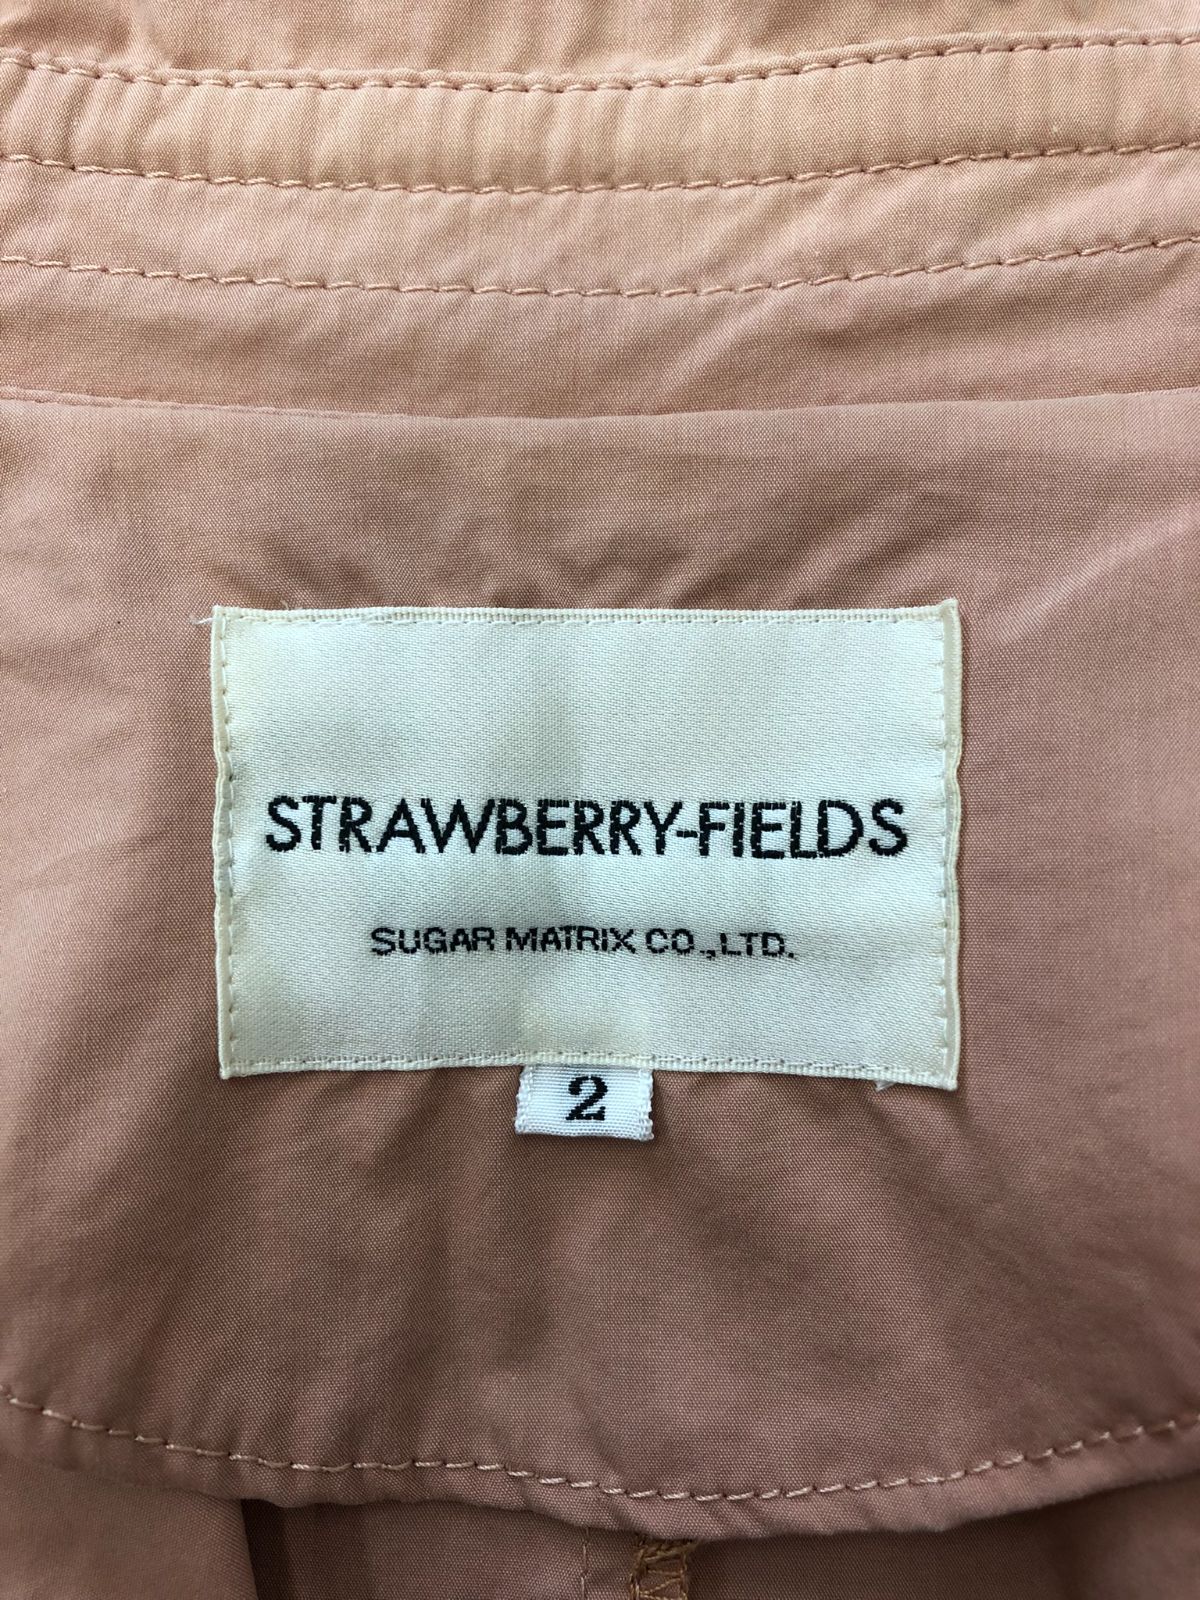 STRAWBERRY-FIELDS
SUGAR MATRIX CO.,LTD.
2